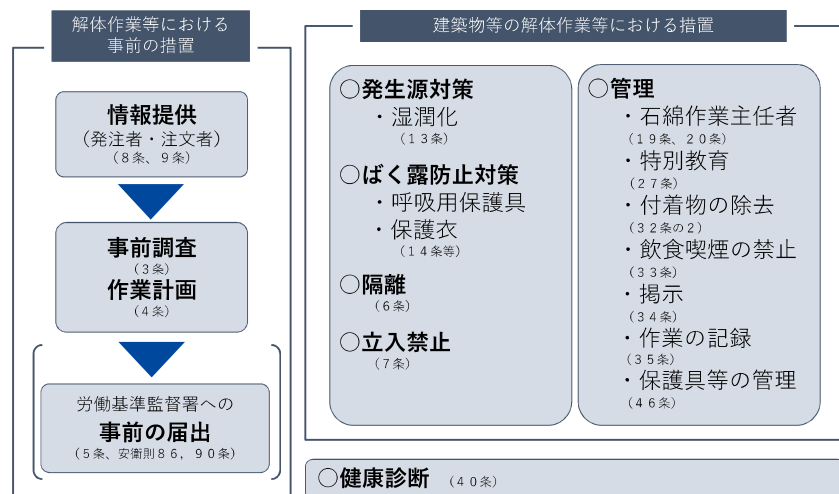 解体作業等における
事前の措置
情報提供
（発注者・注文者）
（８条、９条）
事前調査
（３条）
作業計画
（４条）
労働基準監督署への
事前の届出
（５条、安衛則８６，９０条）
建築物等の解体作業等における措置
○発生源対策
・湿潤化
（１３条）
○ばく露防止対策
・呼吸用保護具
・保護衣
（１４条等）
○隔離
（６条）
○立入禁止
（７条）
○管理
・石綿作業主任者
（１９条、２０条）
・特別教育
（２７条）
・付着物の除去
（３２条の２）
・飲食喫煙の禁止
（３３条）
・掲示
（３４条）
・作業の記録
（３５条）
・保護具等の管理
（４６条）
○健康診断（４０条）